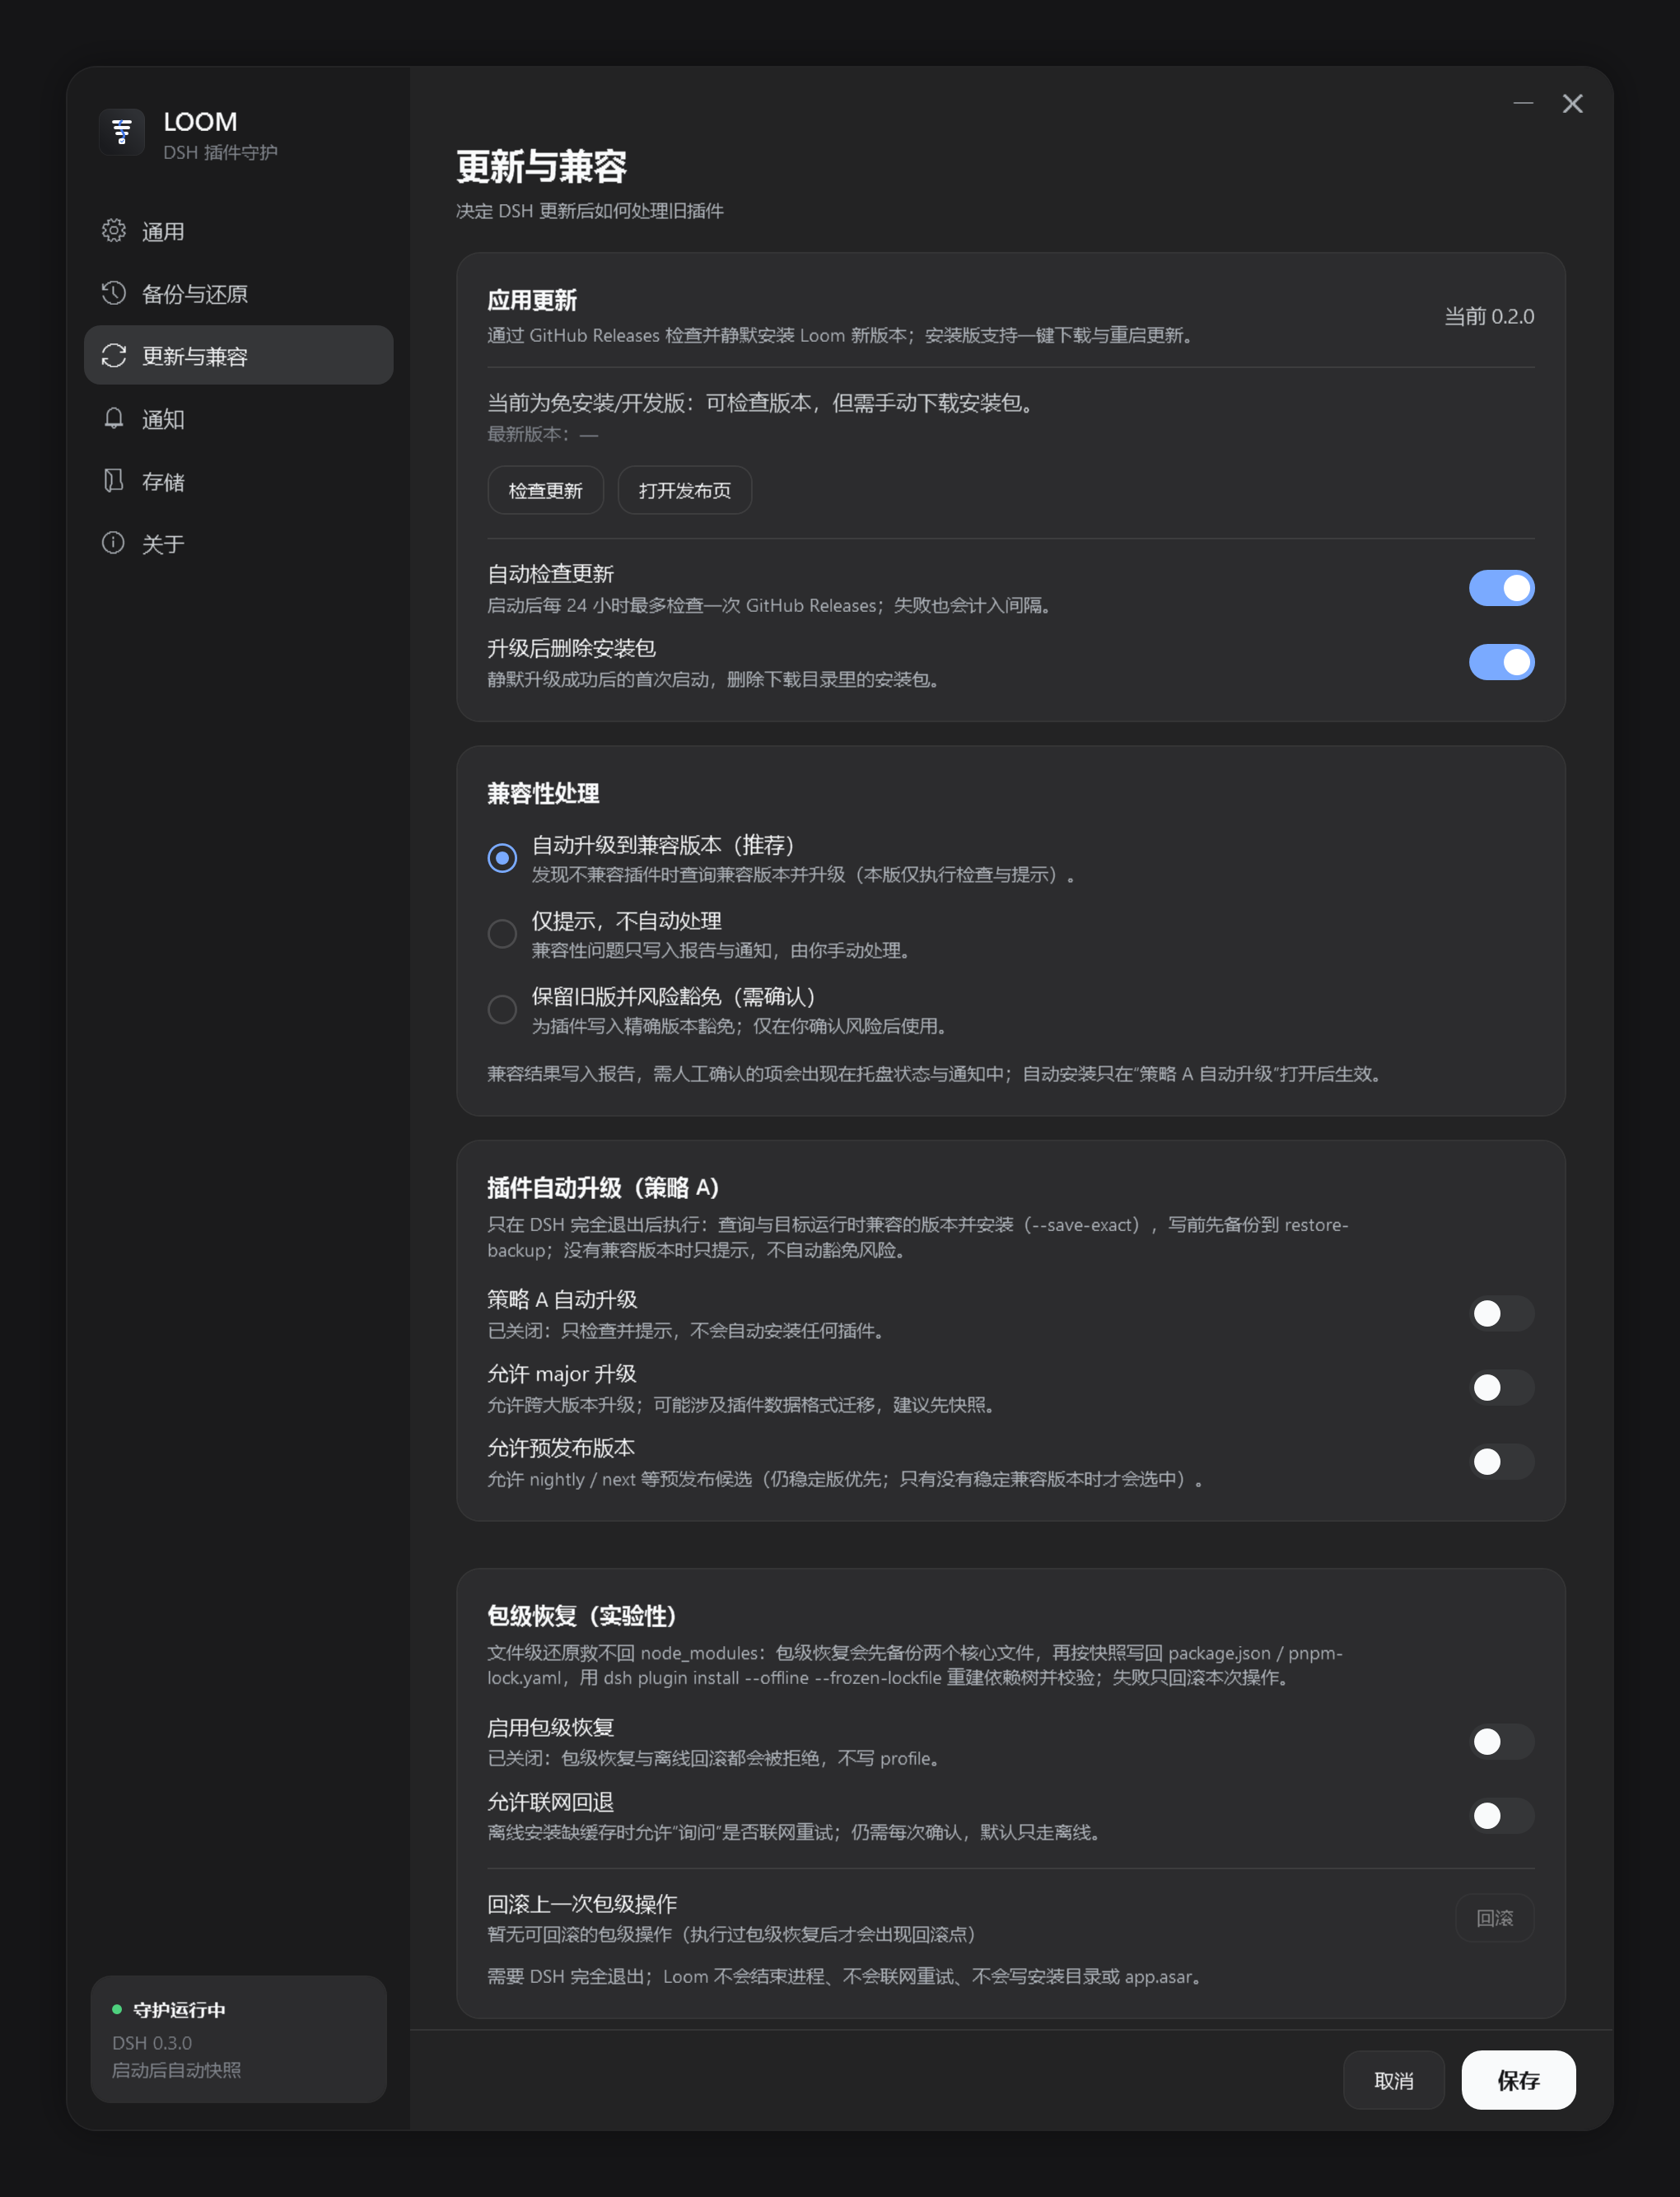 LOOM
DSH 插件守护
通用
备份与还原
更新与兼容
通知
存储
关于
守护运行中
DSH 0.3.0
启动后自动快照
更新与兼容
决定 DSH 更新后如何处理旧插件
应用更新
通过 GitHub Releases 检查并静默安装 Loom 新版本；安装版支持一键下载与重启更新。
当前 0.2.0
当前为免安装/开发版：可检查版本，但需手动下载安装包。
最新版本：—
检查更新
打开发布页
自动检查更新
启动后每 24 小时最多检查一次 GitHub Releases；失败也会计入间隔。
升级后删除安装包
静默升级成功后的首次启动，删除下载目录里的安装包。
兼容性处理
自动升级到兼容版本（推荐）
发现不兼容插件时查询兼容版本并升级（本版仅执行检查与提示）。
仅提示，不自动处理
兼容性问题只写入报告与通知，由你手动处理。
保留旧版并风险豁免（需确认）
为插件写入精确版本豁免；仅在你确认风险后使用。
兼容结果写入报告，需人工确认的项会出现在托盘状态与通知中；自动安装只在“策略 A 自动升级”打开后生效。
插件自动升级（策略 A）
只在 DSH 完全退出后执行：查询与目标运行时兼容的版本并安装（--save-exact），写前先备份到 restore-
backup；没有兼容版本时只提示，不自动豁免风险。
策略 A 自动升级
已关闭：只检查并提示，不会自动安装任何插件。
允许 major 升级
允许跨大版本升级；可能涉及插件数据格式迁移，建议先快照。
允许预发布版本
允许 nightly / next 等预发布候选（仍稳定版优先；只有没有稳定兼容版本时才会选中）。
包级恢复（实验性）
文件级还原救不回 node_modules：包级恢复会先备份两个核心文件，再按快照写回 package.json / pnpm-
lock.yaml，用 dsh plugin install --offline --frozen-lockfile 重建依赖树并校验；失败只回滚本次操作。
启用包级恢复
已关闭：包级恢复与离线回滚都会被拒绝，不写 profile。
允许联网回退
离线安装缺缓存时允许“询问”是否联网重试；仍需每次确认，默认只走离线。
回滚上一次包级操作
暂无可回滚的包级操作（执行过包级恢复后才会出现回滚点）
回滚
需要 DSH 完全退出；Loom 不会结束进程、不会联网重试、不会写安装目录或 app.asar。
取消
保存